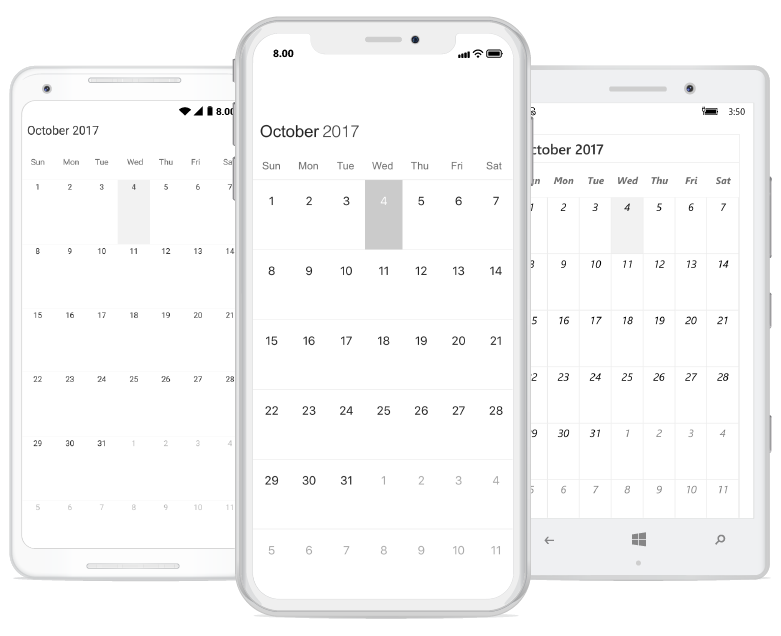 8.00
October 2017
Sun Mon Tue Wed Thu Fri Sa
1 2 3 4 5 6 7
8 9 10 11 12 13 14
15 16 17 18 19 20 21
22 23 24 25 26 27 28
29 30 31 1 2 3 4
5 6 7 8 9 10 11
8.00
October 2017
Sun Mon Tue Wed Thu Fri Sat
1 2 3 4 5 6 7
8 9 10 11 12 13 14
15 16 17 18 19 20 21
22 23 24 25 26 27 28
29 30 31 1 2 3 4
5 6 7 8 9 10 11
3:50
ctober 2017
Mon Tue Wed Thu Fri Sat
1 2 3 4 5 6 7
8 9 10 11 12 13 14
5 16 17 18 19 20 21
2 23 24 25 26 27 28
9 30 31 1 2 3 4
5 6 7 8 9 10 11